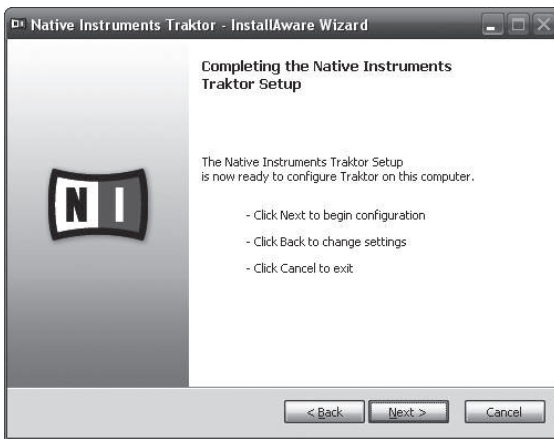 Native Instruments Traktor - InstallAware Wizard
Completing the Native Instruments
Traktor Setup
The Native Instruments Traktor Setup
is now ready to configure Traktor on this computer.
- Click Next to begin configuration
- Click Back to change settings
- Click Cancel to exit
N I
< Back
Next >
Cancel